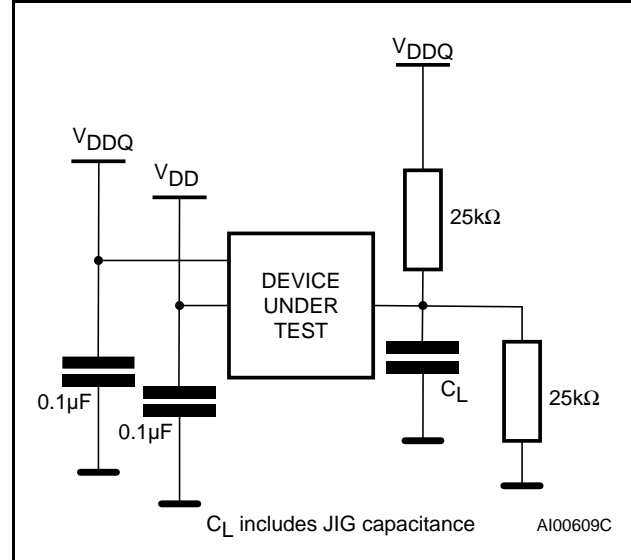 VDDQ
VDDQ
VDD
25kΩ
DEVICE
UNDER
TEST
0.1µF
0.1µF
CL
25kΩ
CL includes JIG capacitance
AI00609C